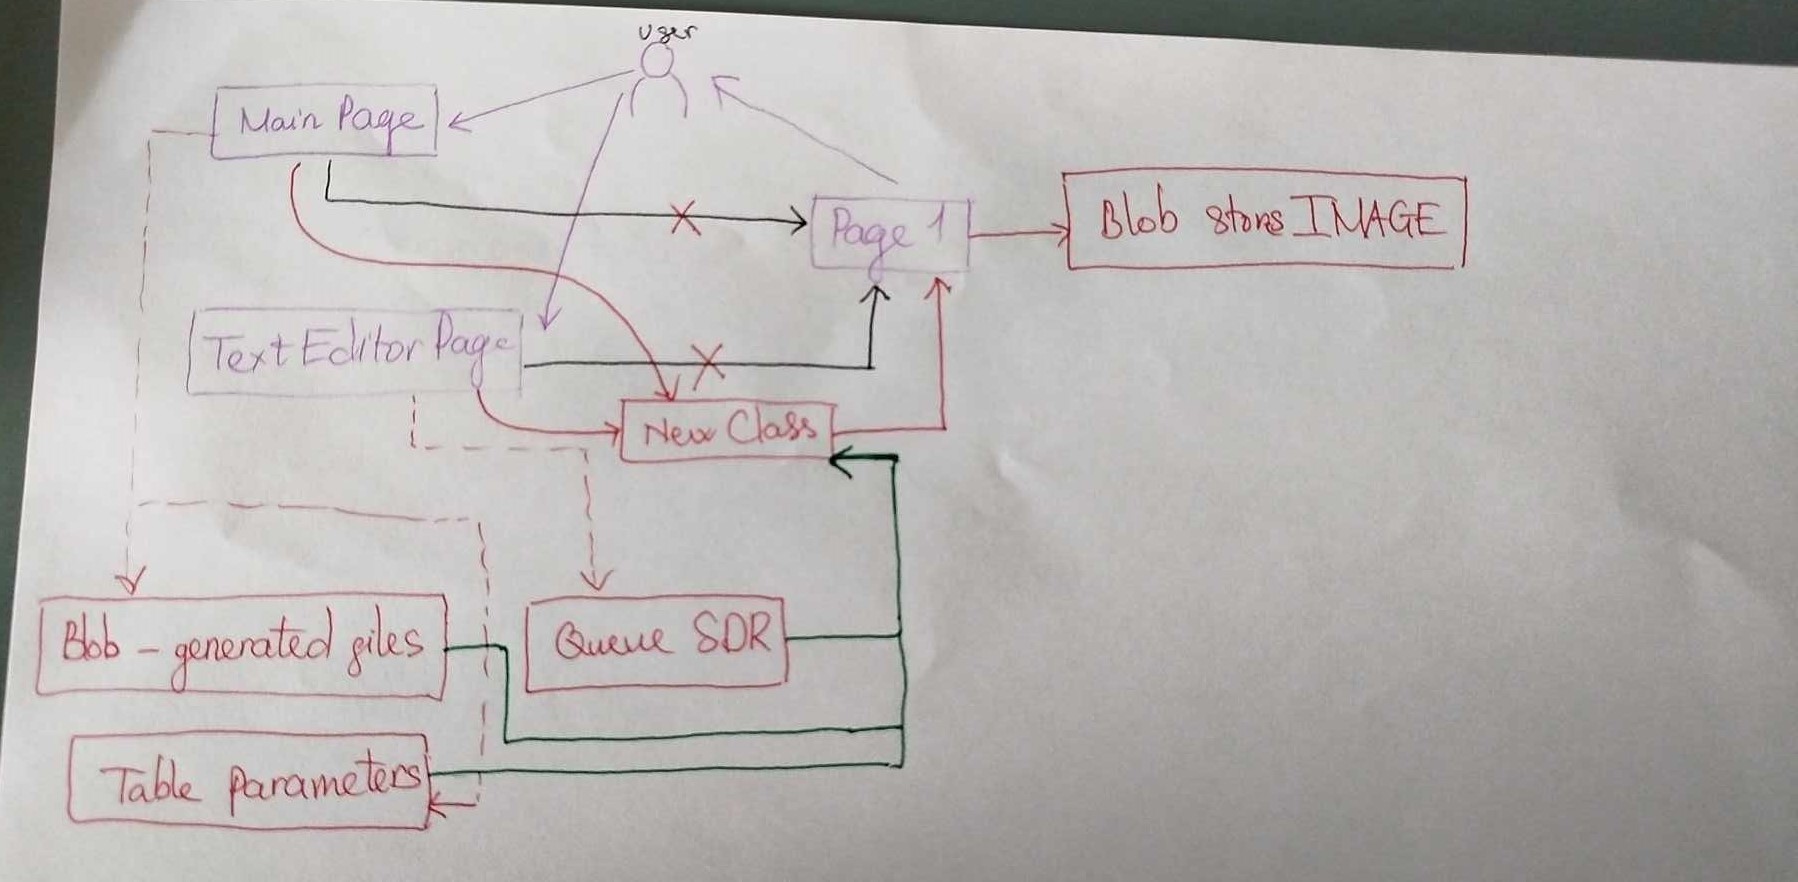 user
Main Page
Page 1
Blob stores IMAGE
Text Editor Page
New Class
Blob - generated files
Queue SDR
Table parameters